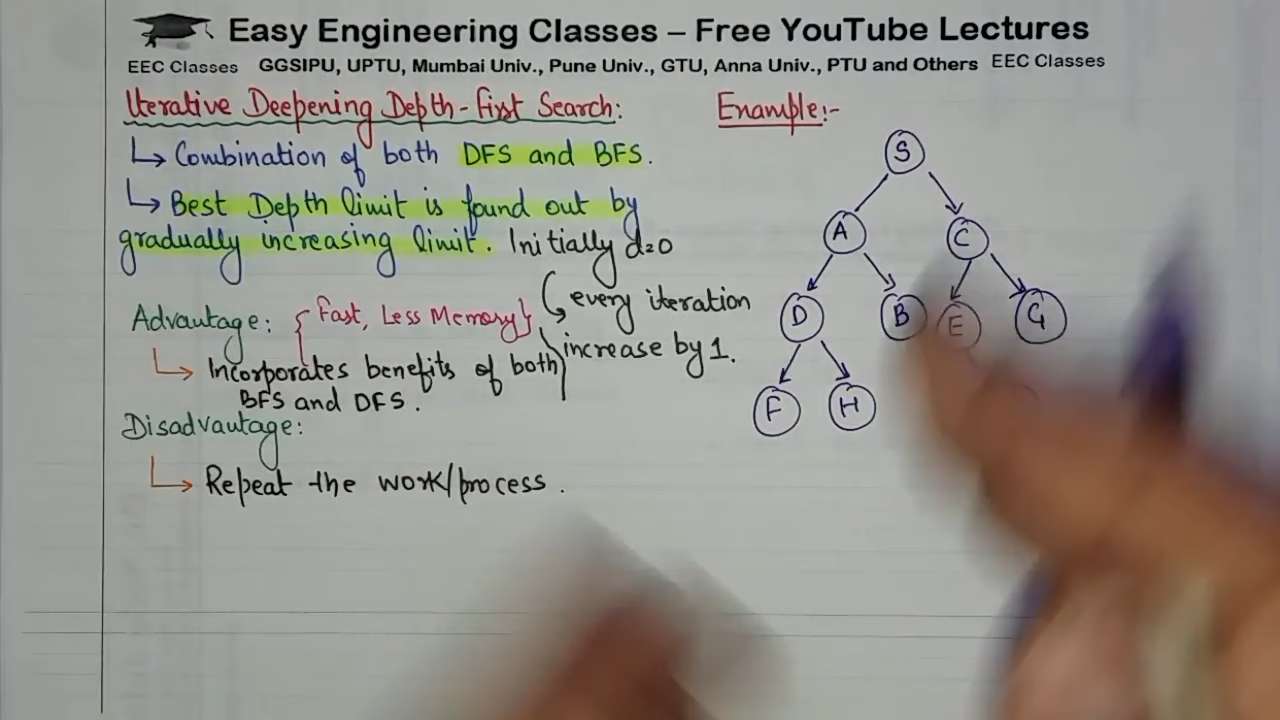 Easy Engineering Classes – Free YouTube Lectures
EEC Classes GGSIPU, UPTU, Mumbai Univ., Pune Univ., GTU, Anna Univ., PTU and Others EEC Classes
Iterative Deepening Depth-First Search:
↳ Combination of both DFS and BFS.
↳ Best Depth limit is found out by
gradually increasing limit. Initially d=0
every iteration
increase by 1.
Advantage: { Fast, Less Memory}
↳ Incorporates benefits of both
BFS and DFS.
Disadvantage:
↳ Repeat the work/process.
Example:-
S
A C
D B E G
F H